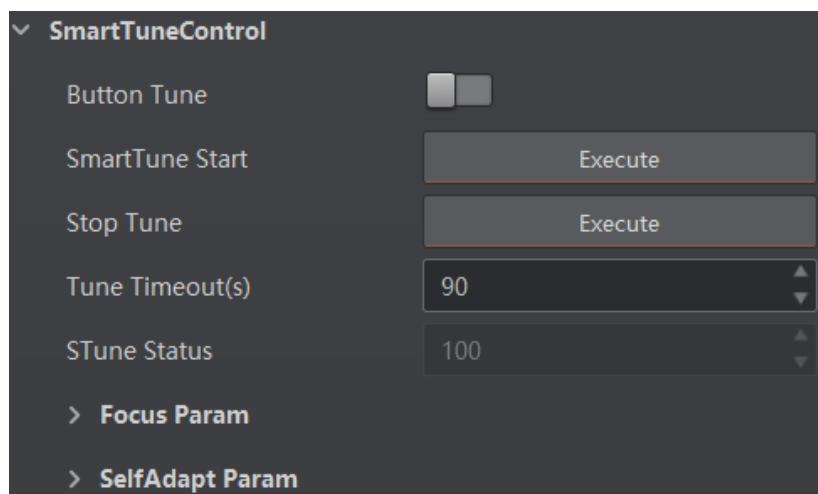 SmartTuneControl
Button Tune
SmartTune Start Execute
Stop Tune Execute
Tune Timeout(s) 90
STune Status 100
Focus Param
SelfAdapt Param